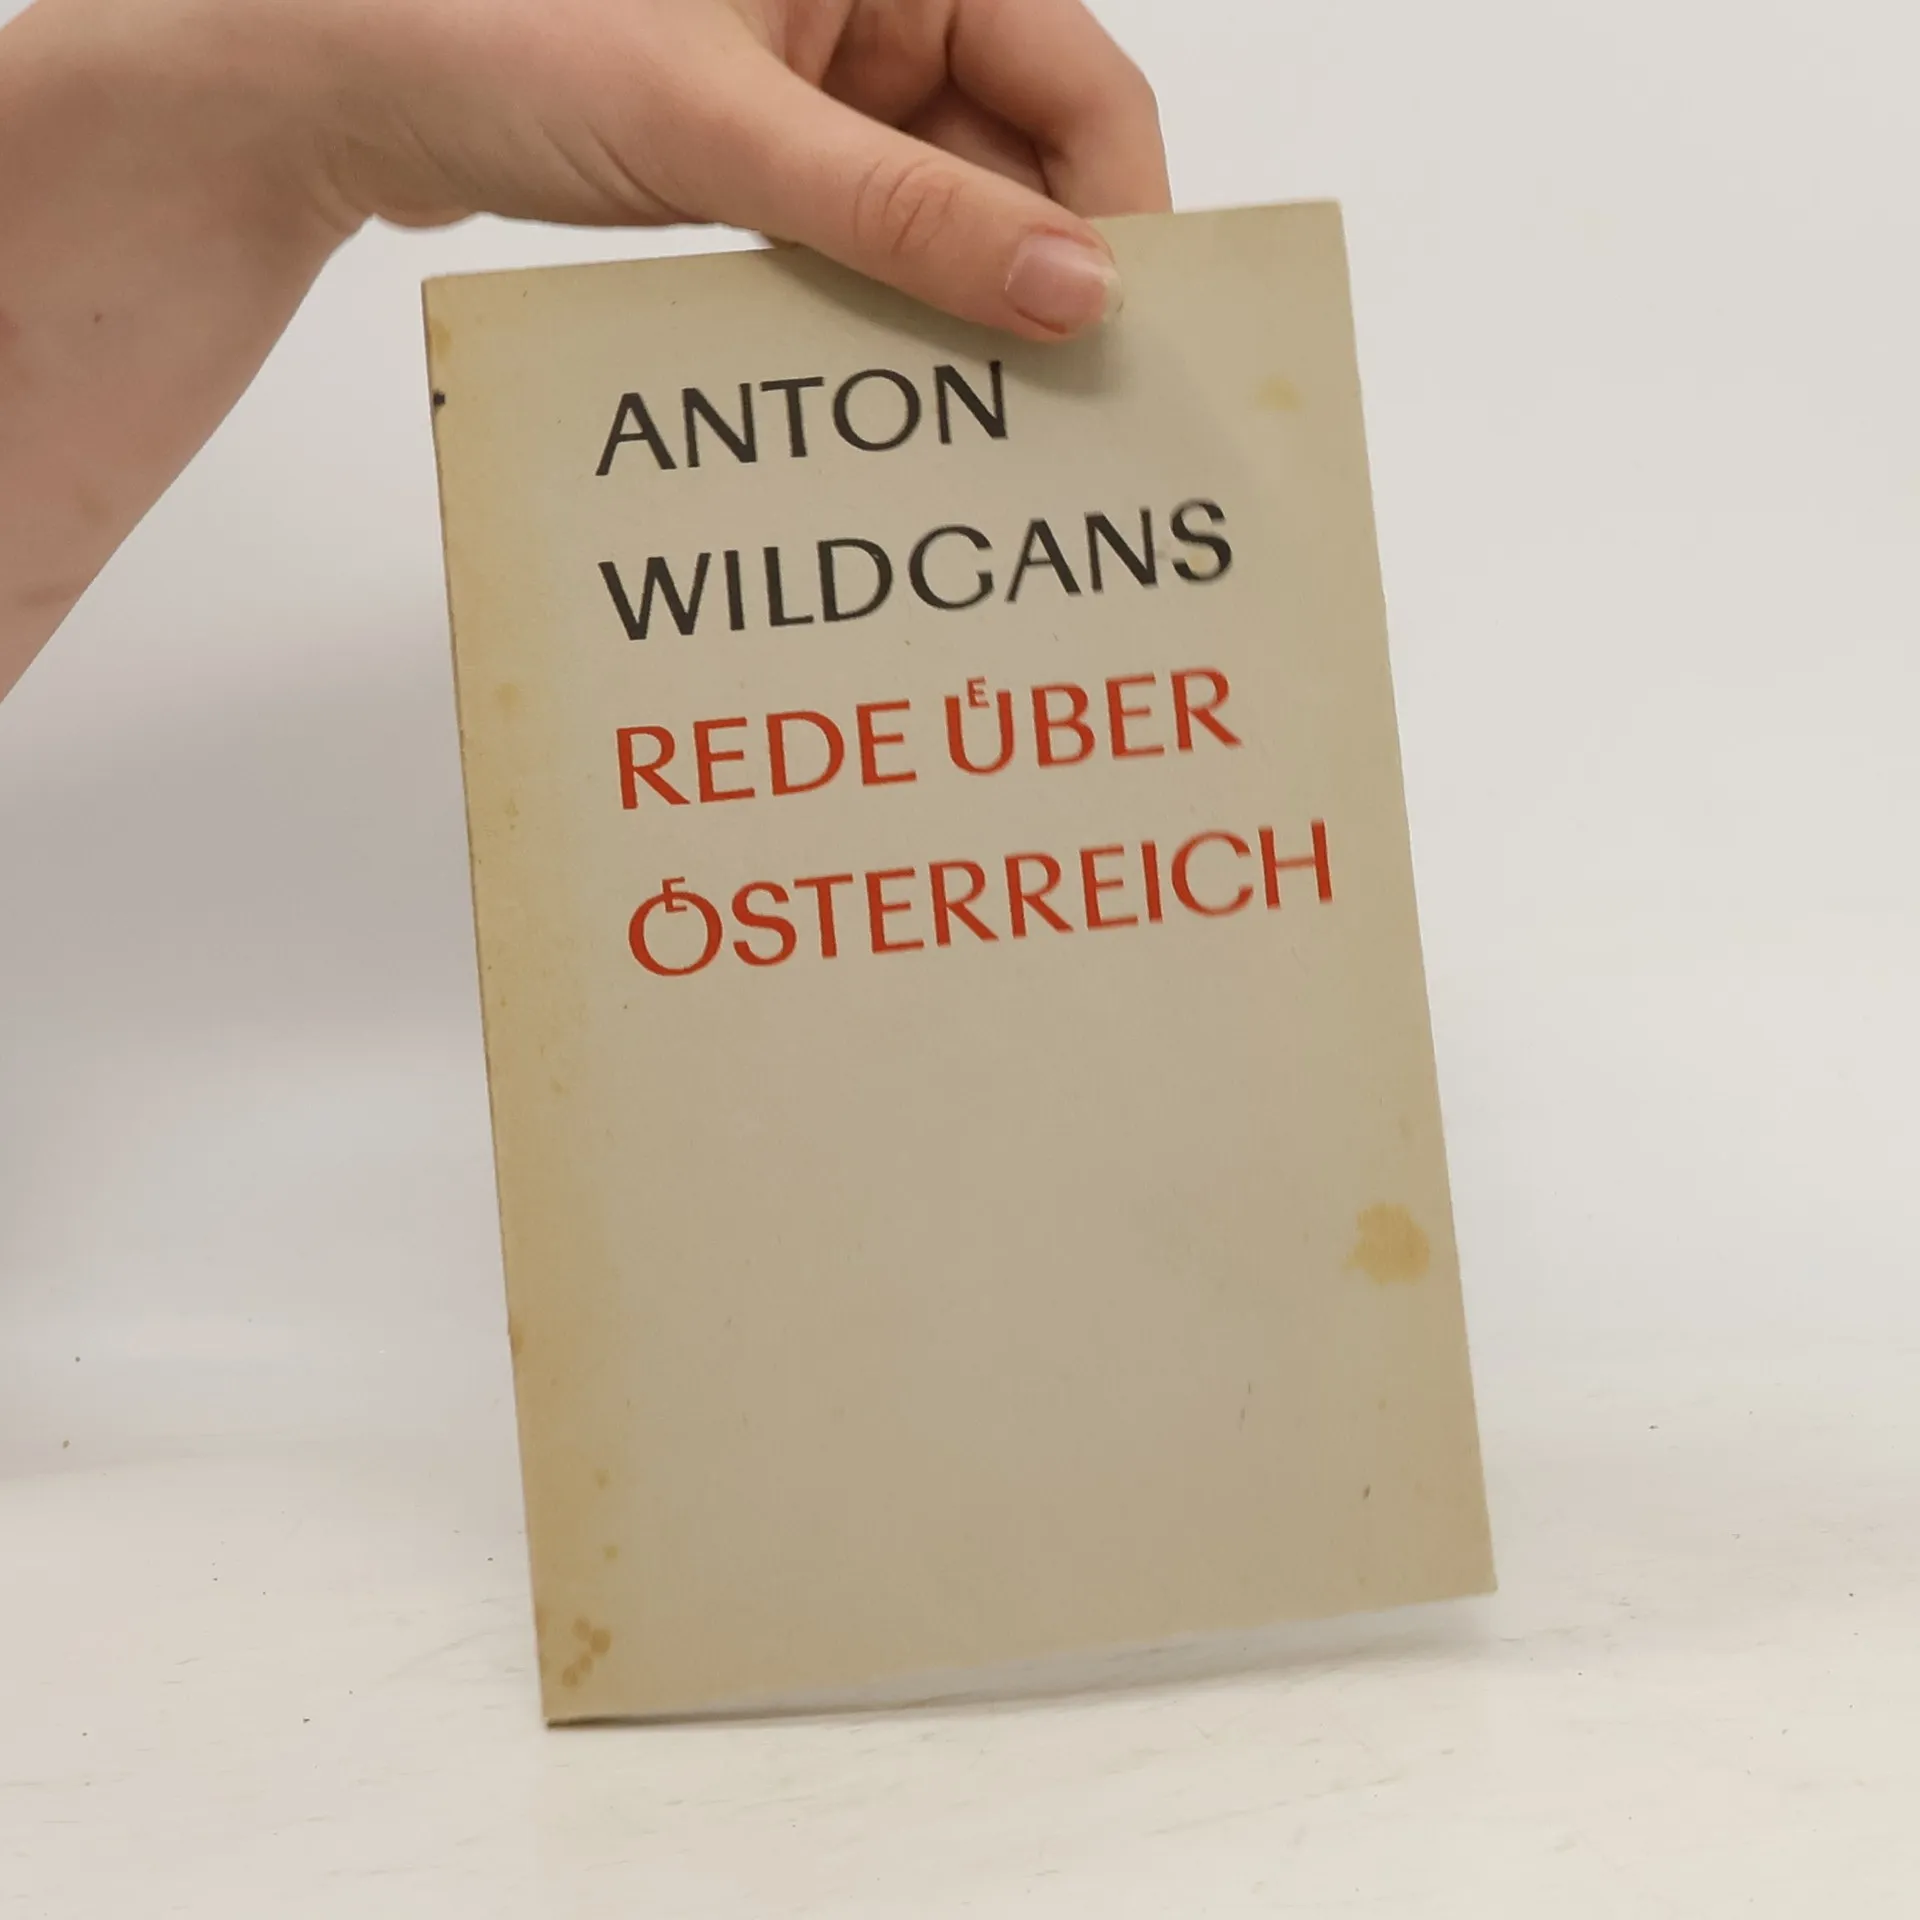 ANTON
WILDGANS
REDE ÜBER
ÖSTERREICH